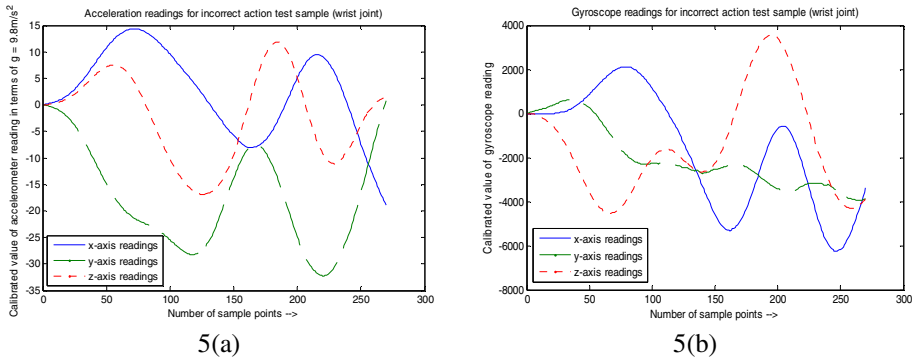 Acceleration readings for incorrect action test sample (wrist joint)
Calibrated value of accelerometer reading in terms of g = 9.8m/s²
15
10
5
0
-5
-10
-15
-20
-25
-30
-35
x-axis readings
y-axis readings
z-axis readings
0 50 100 150 200 250 300
Number of sample points -->
5(a)
Gyroscope readings for incorrect action test sample (wrist joint)
Calibrated value of gyroscope reading
4000
2000
0
-2000
-4000
-6000
-8000
x-axis readings
y-axis readings
z-axis readings
0 50 100 150 200 250 300
Number of sample points -->
5(b)